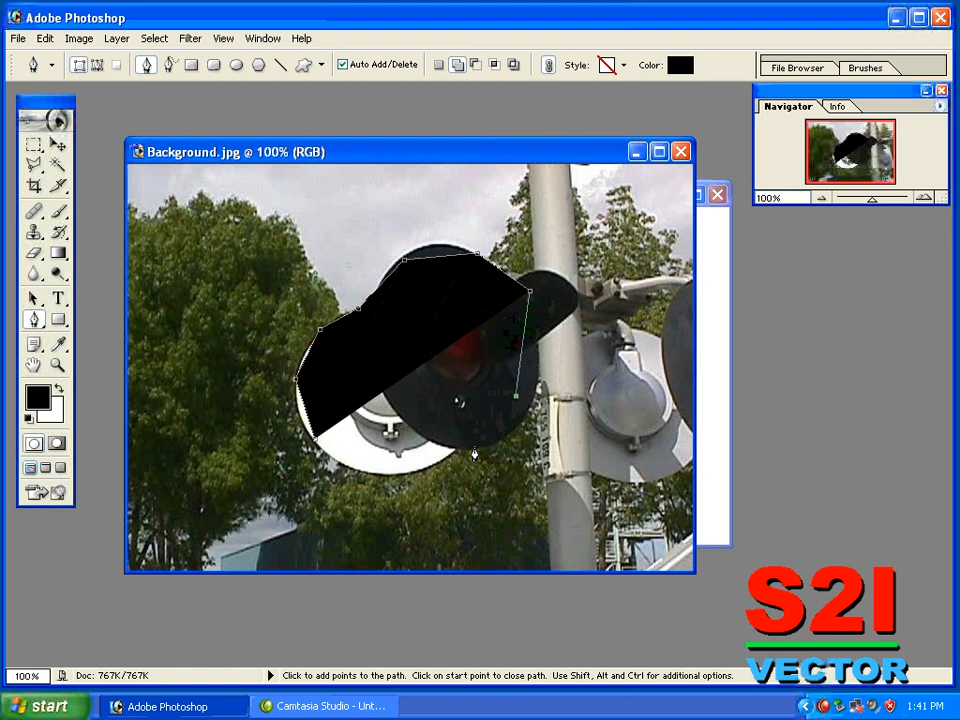 Adobe Photoshop
File Edit Image Layer Select Filter View Window Help
Auto Add/Delete Style: Color: File Browser Brushes
Navigator Info
100%
Background.jpg @ 100% (RGB)
T
S2I
VECTOR
100% Doc: 767K/767K Click to add points to the path. Click on start point to close path. Use Shift, Alt and Ctrl for additional options.
start Adobe Photoshop Camtasia Studio - Unt... 1:41 PM